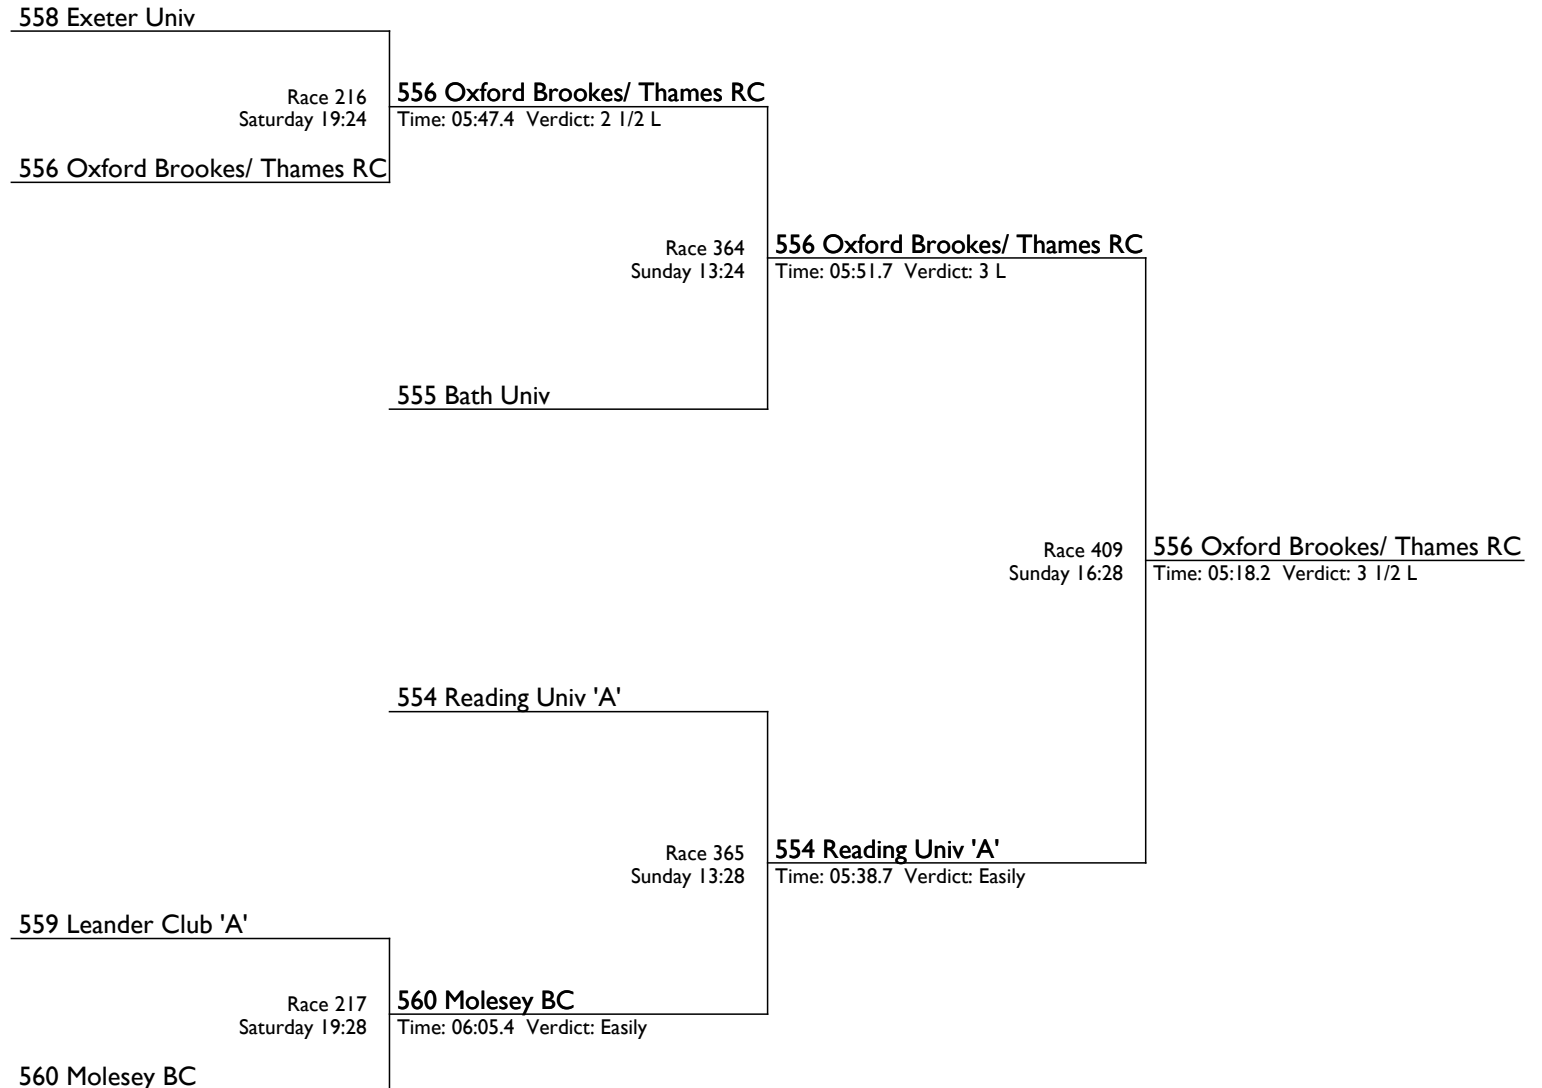 558 Exeter Univ
Race 216
Saturday 19:24
556 Oxford Brookes/ Thames RC
Time: 05:47.4 Verdict: 2 1/2 L
556 Oxford Brookes/ Thames RC
Race 364
Sunday 13:24
556 Oxford Brookes/ Thames RC
Time: 05:51.7 Verdict: 3 L
555 Bath Univ
Race 409
Sunday 16:28
556 Oxford Brookes/ Thames RC
Time: 05:18.2 Verdict: 3 1/2 L
554 Reading Univ 'A'
Race 365
Sunday 13:28
554 Reading Univ 'A'
Time: 05:38.7 Verdict: Easily
559 Leander Club 'A'
Race 217
Saturday 19:28
560 Molesey BC
Time: 06:05.4 Verdict: Easily
560 Molesey BC